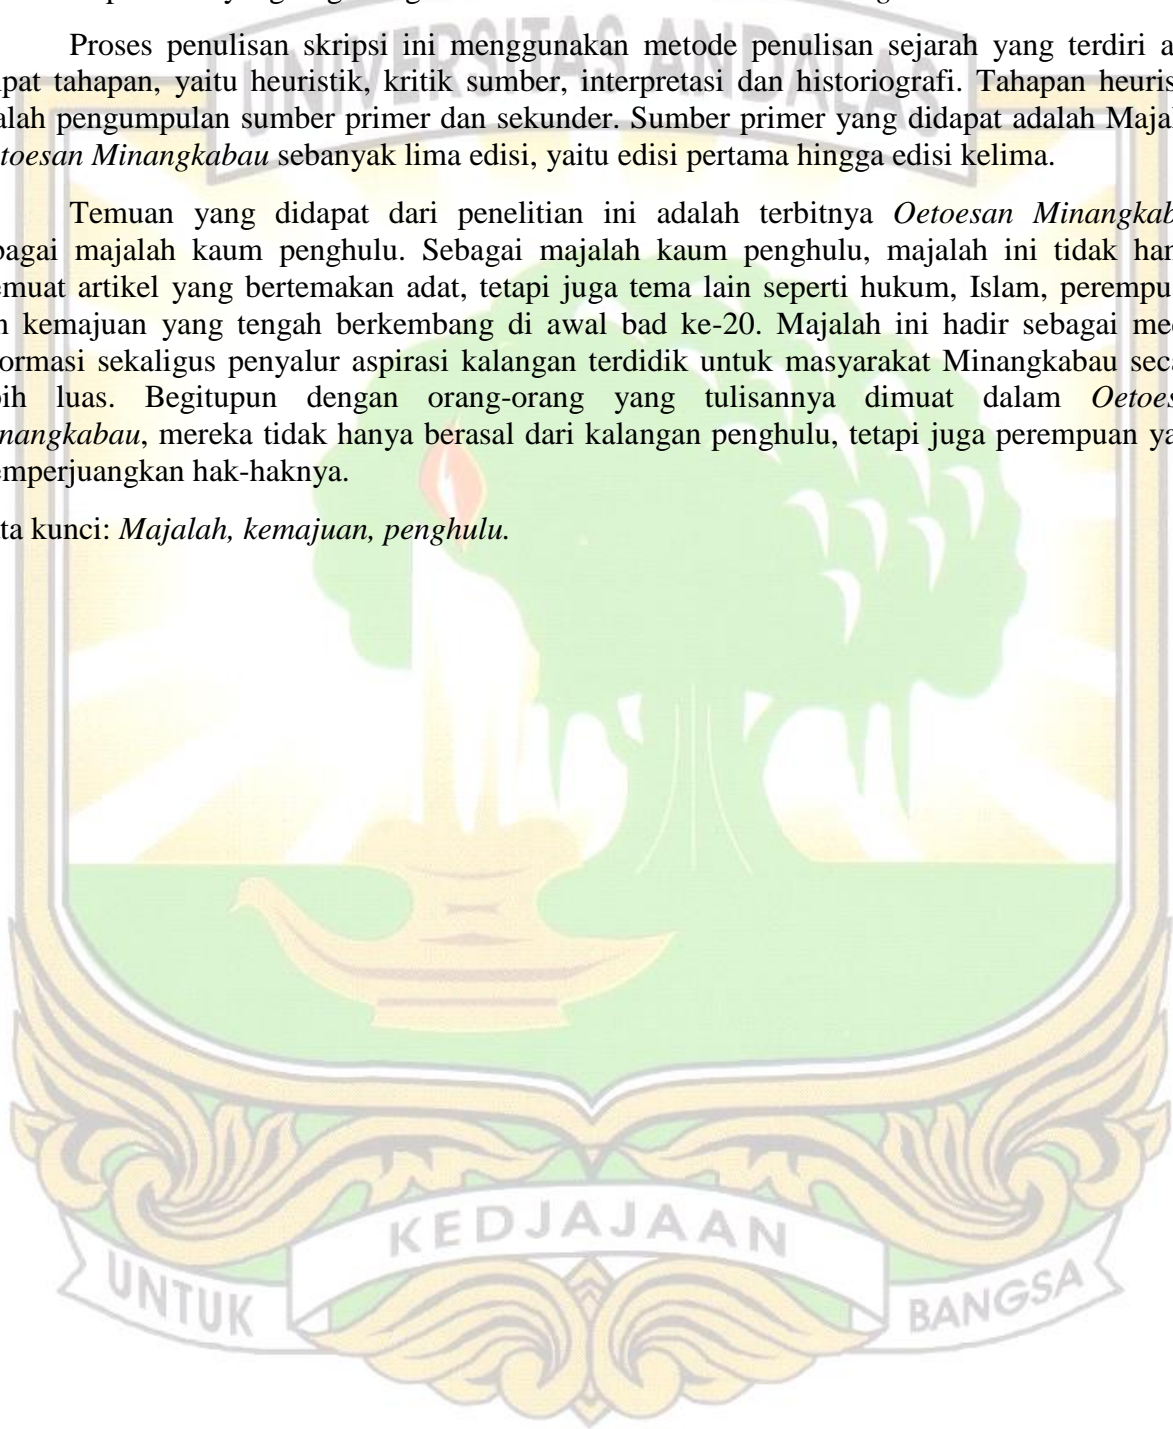 UNIVERSITAS ANDALAS
Proses penulisan skripsi ini menggunakan metode penulisan sejarah yang terdiri a
pat tahapan, yaitu heuristik, kritik sumber, interpretasi dan historiografi. Tahapan heuris
alah pengumpulan sumber primer dan sekunder. Sumber primer yang didapat adalah Majal
toesan Minangkabau sebanyak lima edisi, yaitu edisi pertama hingga edisi kelima.
Temuan yang didapat dari penelitian ini adalah terbitnya Oetoesan Minangkab
bagai majalah kaum penghulu. Sebagai majalah kaum penghulu, majalah ini tidak han
emuat artikel yang bertemakan adat, tetapi juga tema lain seperti hukum, Islam, perempu
n kemajuan yang tengah berkembang di awal bad ke-20. Majalah ini hadir sebagai me
ormasi sekaligus penyalur aspirasi kalangan terdidik untuk masyarakat Minangkabau seca
ih luas. Begitupun dengan orang-orang yang tulisannya dimuat dalam Oetoes
nangkabau, mereka tidak hanya berasal dari kalangan penghulu, tetapi juga perempuan ya
emperjuangkan hak-haknya.
ta kunci: Majalah, kemajuan, penghulu.
KEDJAJAAN
UNTUK
BANGSA